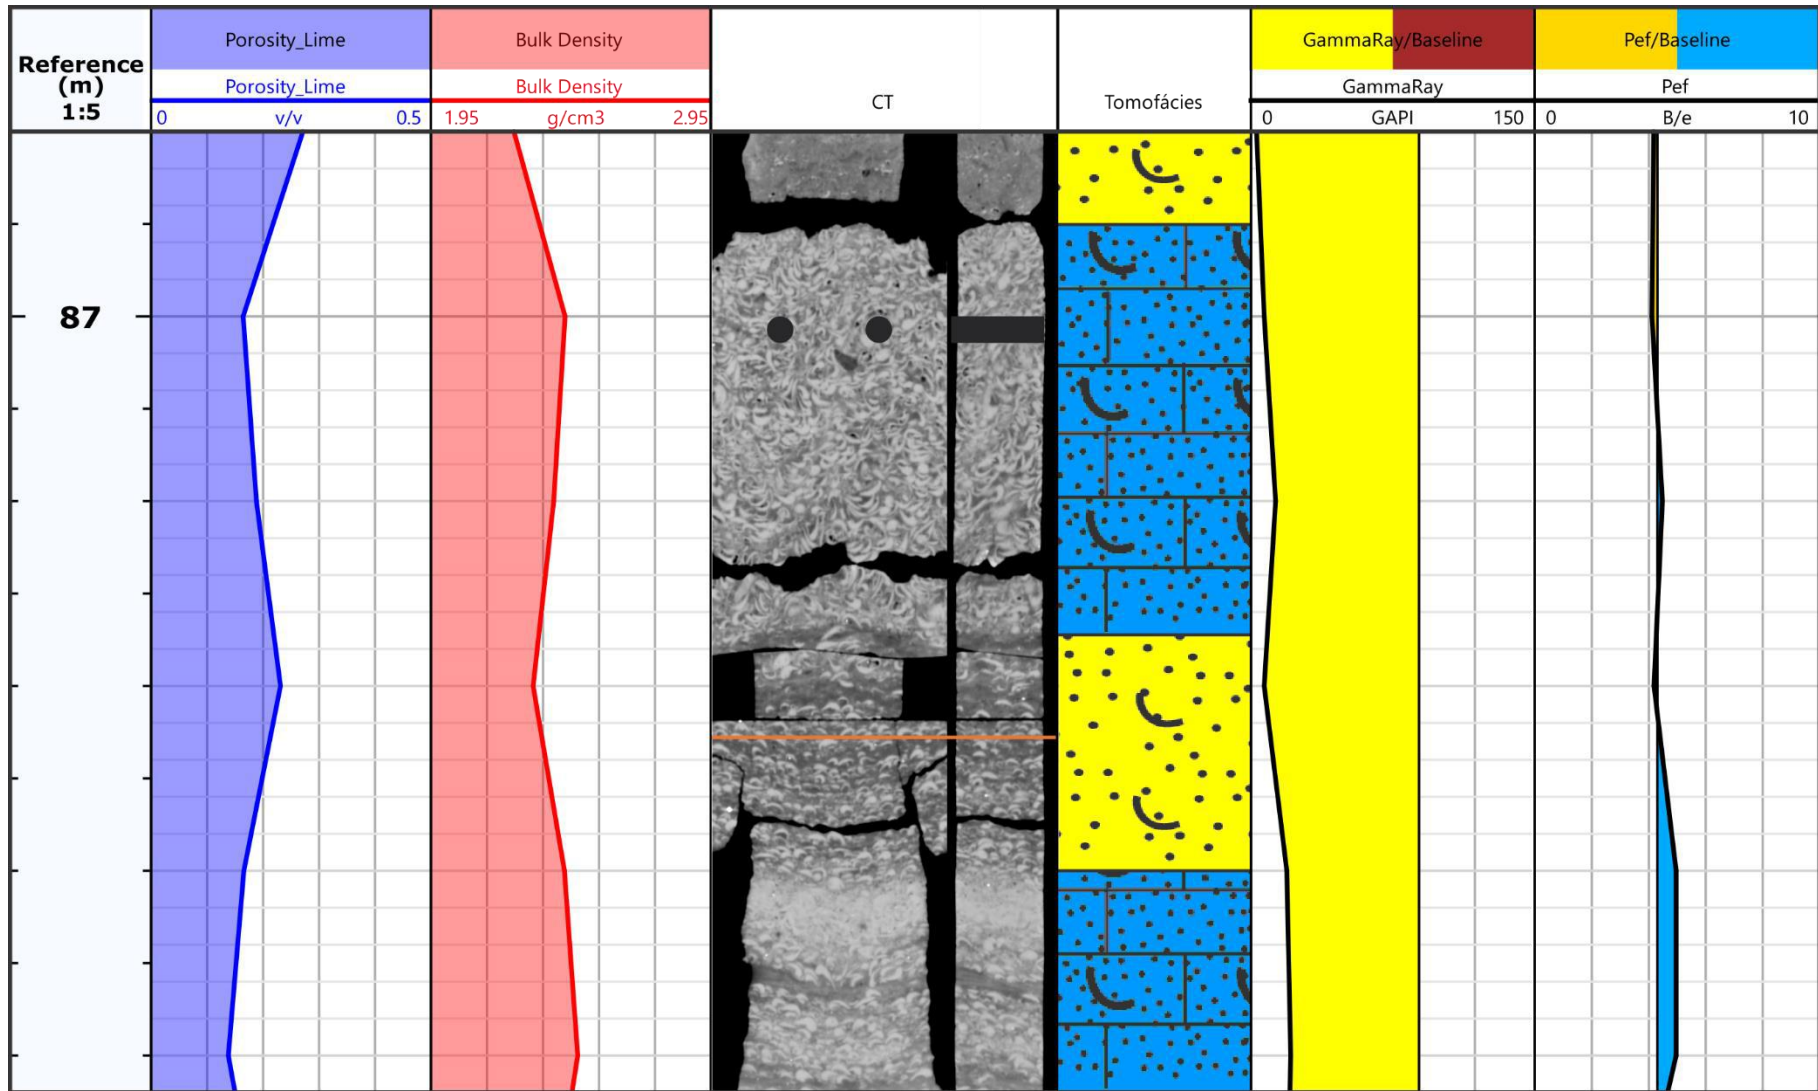 Reference
(m)
1:5
Porosity_Lime
Porosity_Lime
0 v/v 0.5
Bulk Density
Bulk Density
1.95 g/cm3 2.95
CT
Tomofácies
GammaRay/Baseline
GammaRay
0 GAPI 150
Pef/Baseline
Pef
0 B/e 10
87